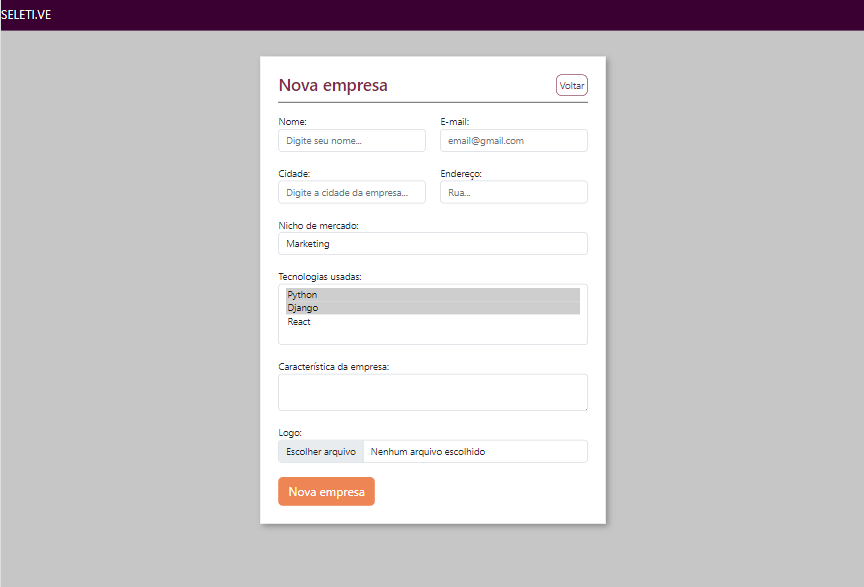 SELETI.VE
Nova empresa
Voltar
Nome:
E-mail:
Digite seu nome...
email@gmail.com
Cidade:
Endereço:
Digite a cidade da empresa...
Rua...
Nicho de mercado:
Marketing
Tecnologias usadas:
Python
Django
React
Característica da empresa:
Logo:
Escolher arquivo
Nenhum arquivo escolhido
Nova empresa